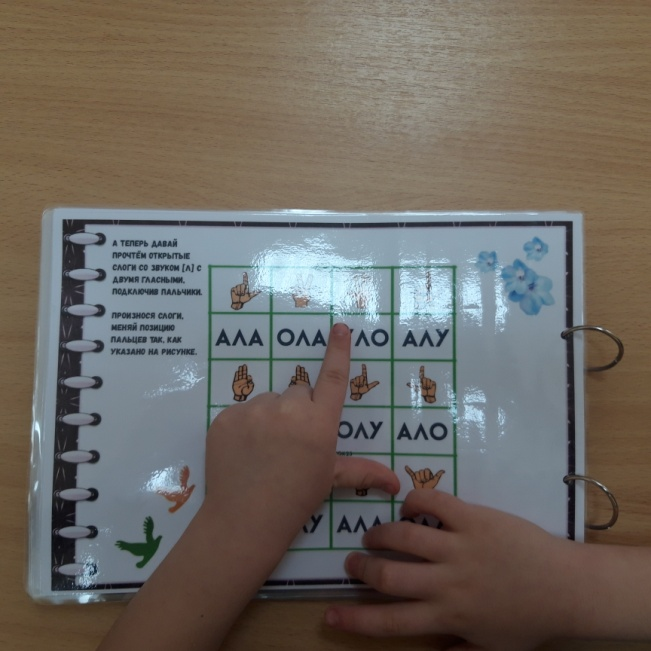 А ТЕПЕРЬ ДАВАЙ
ПРОЧТЁМ ОТКРЫТЫЕ
СЛОГИ СО ЗВУКОМ [Л] С
ДВУМЯ ГЛАСНЫМИ,
ПОДКЛЮЧИВ ПАЛЬЧИКИ.
ПРОИЗНОСЯ СЛОГИ,
МЕНЯЙ ПОЗИЦИЮ
ПАЛЬЦЕВ ТАК, КАК
УКАЗАНО НА РИСУНКЕ.
АЛА ОЛА УЛО АЛУ
ОЛУ АЛО
АЛА